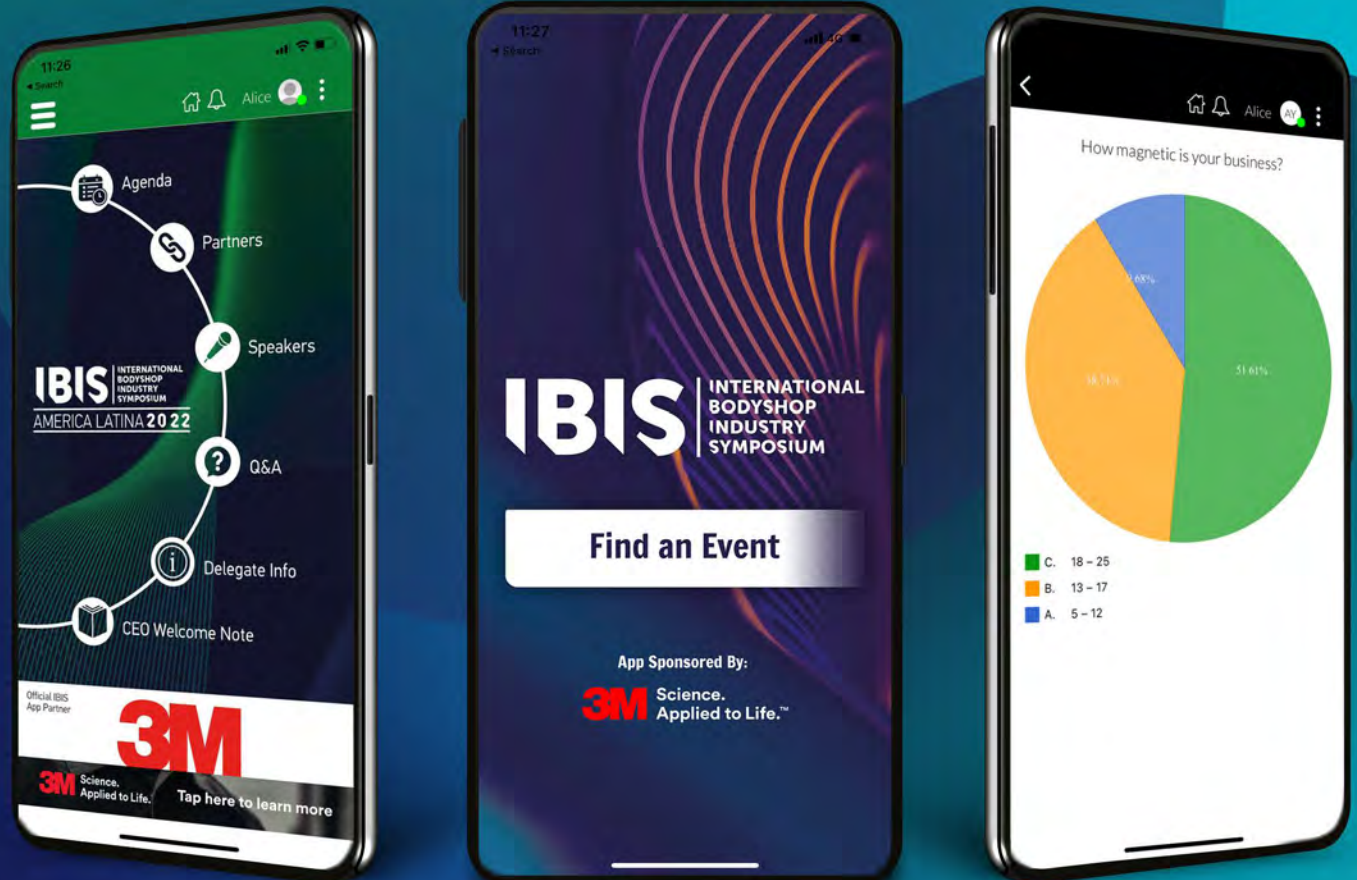 11:26
◄ Search
Alice
Agenda
Partners
Speakers
IBIS
INTERNATIONAL
BODYSHOP
INDUSTRY
SYMPOSIUM
AMERICA LATINA 2022
Q&A
Delegate Info
CEO Welcome Note
Official IBIS
App Partner
3M
3M Science.
Applied to Life.
Tap here to learn more
11:27
◄ Search
4G
IBIS
INTERNATIONAL
BODYSHOP
INDUSTRY
SYMPOSIUM
Find an Event
App Sponsored By:
3M Science.
Applied to Life.™
Alice AY
How magnetic is your business?
9.68%
38.71%
51.61%
C. 18 – 25
B. 13 – 17
A. 5 – 12